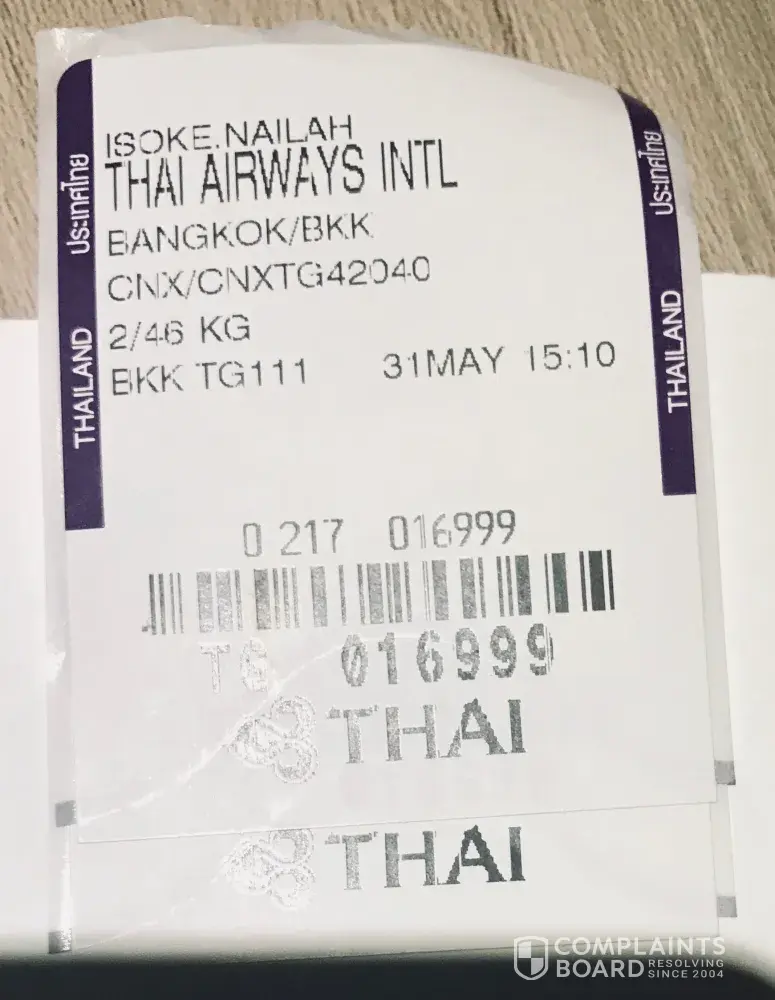 ISOKE.NAILAH
THAI AIRWAYS INTL
BANGKOK/BKK
CNX/CNXTG42040
2/46 KG
BKK TG111 31MAY 15:10
ประเทศไทย
THAILAND
ประเทศไทย
THAILAND
0 217 016999
TG 016999
THAI
THAI
COMPLAINTS
BOARD RESOLVING
SINCE 2004